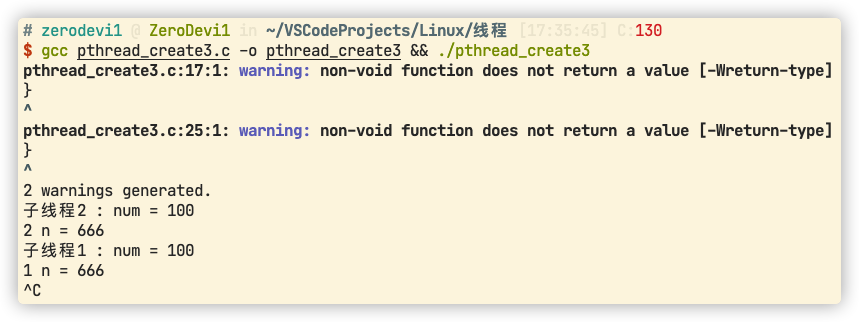 # zerodevi1 @ ZeroDevi1 in ~/VSCodeProjects/Linux/线程 [17:35:45] C:130
$ gcc pthread_create3.c -o pthread_create3 && ./pthread_create3
pthread_create3.c:17:1: warning: non-void function does not return a value [-Wreturn-type]
}
^
pthread_create3.c:25:1: warning: non-void function does not return a value [-Wreturn-type]
}
^
2 warnings generated.
子线程2 : num = 100
2 n = 666
子线程1 : num = 100
1 n = 666
^C